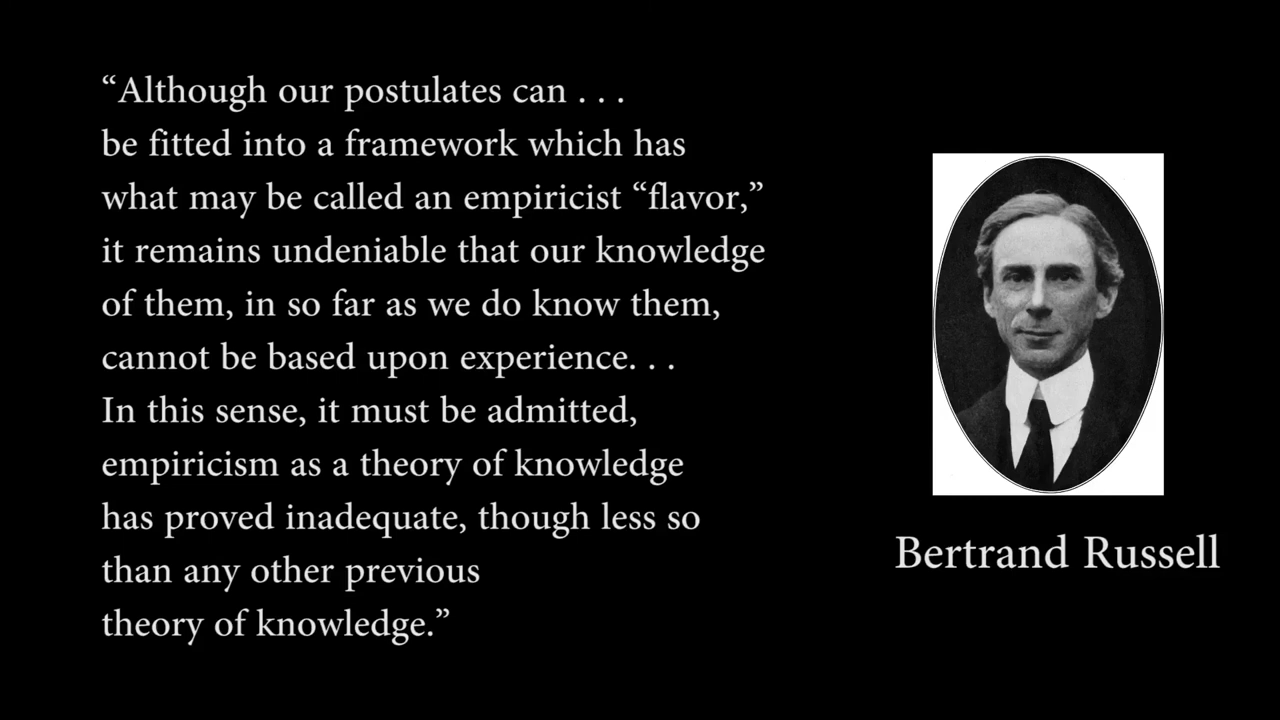 “Although our postulates can . . .
be fitted into a framework which has
what may be called an empiricist “flavor,”
it remains undeniable that our knowledge
of them, in so far as we do know them,
cannot be based upon experience. . .
In this sense, it must be admitted,
empiricism as a theory of knowledge
has proved inadequate, though less so
than any other previous
theory of knowledge.”
Bertrand Russell